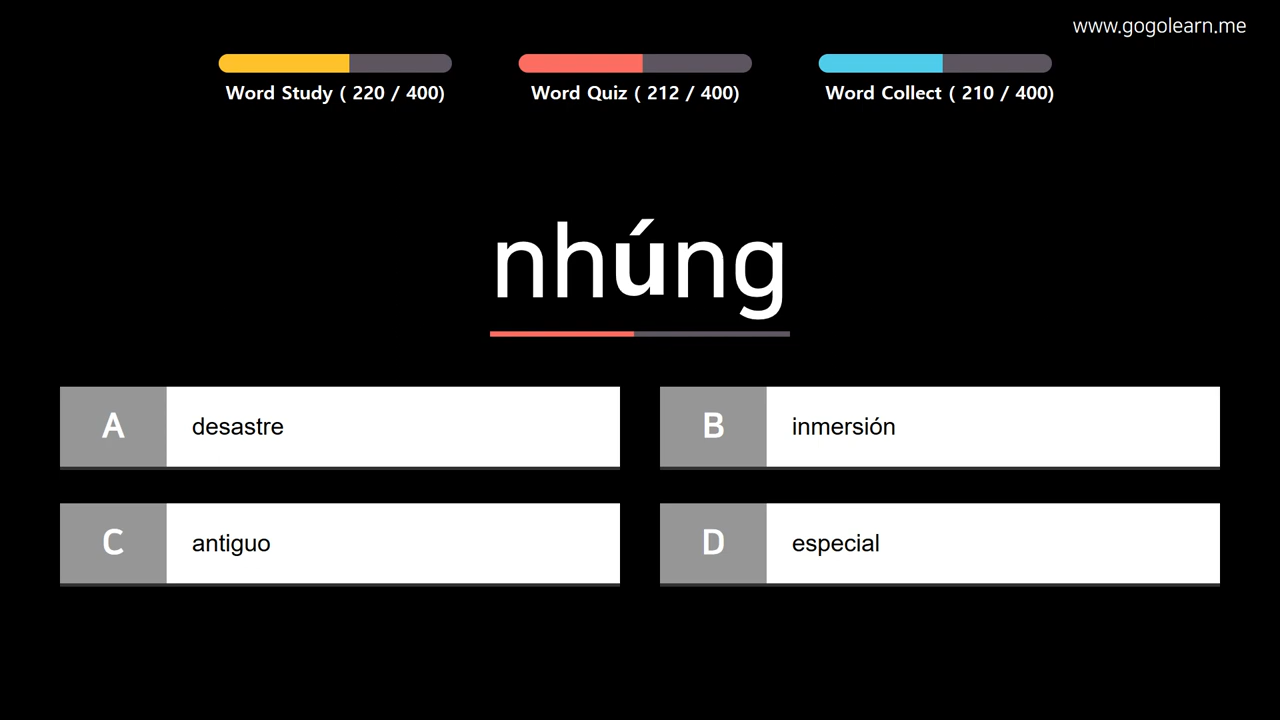 www.gogolearn.me
Word Study ( 220 / 400)
Word Quiz ( 212 / 400)
Word Collect ( 210 / 400)
nhúng
A desastre
B inmersión
C antiguo
D especial